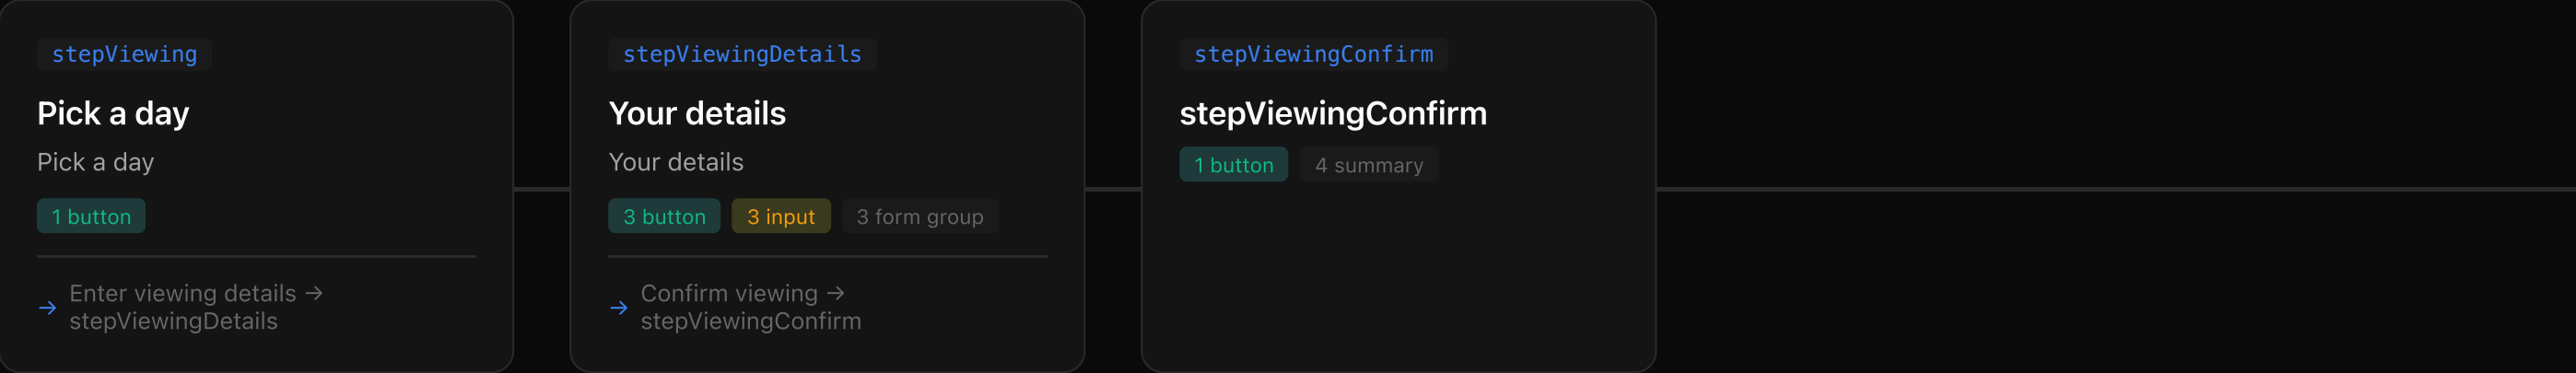 stepViewing
Pick a day
Pick a day
1 button
→ Enter viewing details →
stepViewingDetails
stepViewingDetails
Your details
Your details
3 button 3 input 3 form group
→ Confirm viewing →
stepViewingConfirm
stepViewingConfirm
stepViewingConfirm
1 button 4 summary